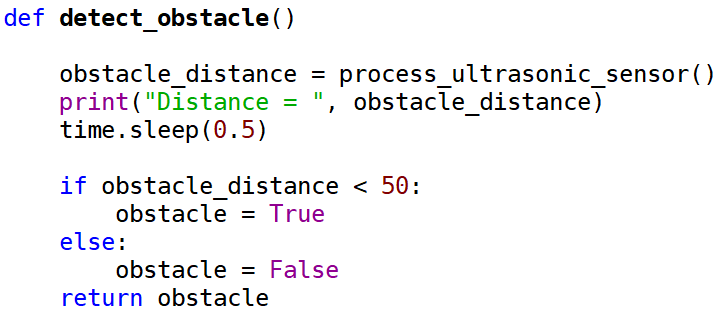 def detect_obstacle()
    obstacle_distance = process_ultrasonic_sensor()
    print("Distance = ", obstacle_distance)
    time.sleep(0.5)
    if obstacle_distance < 50:
        obstacle = True
    else:
        obstacle = False
    return obstacle